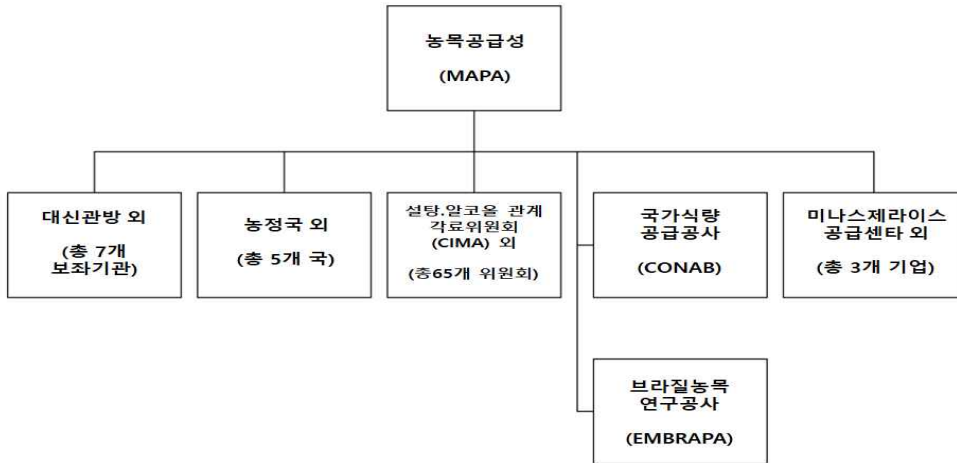 농목공급성
(MAPA)
대신관방 외
(총 7개
보좌기관)
농정국 외
(총 5개 국)
설탕.알코올 관계
각료위원회
(CIMA) 외
(총65개 위원회)
국가식량
공급공사
(CONAB)
미나스제라이스
공급센타 외
(총 3개 기업)
브라질농목
연구공사
(EMBRAPA)